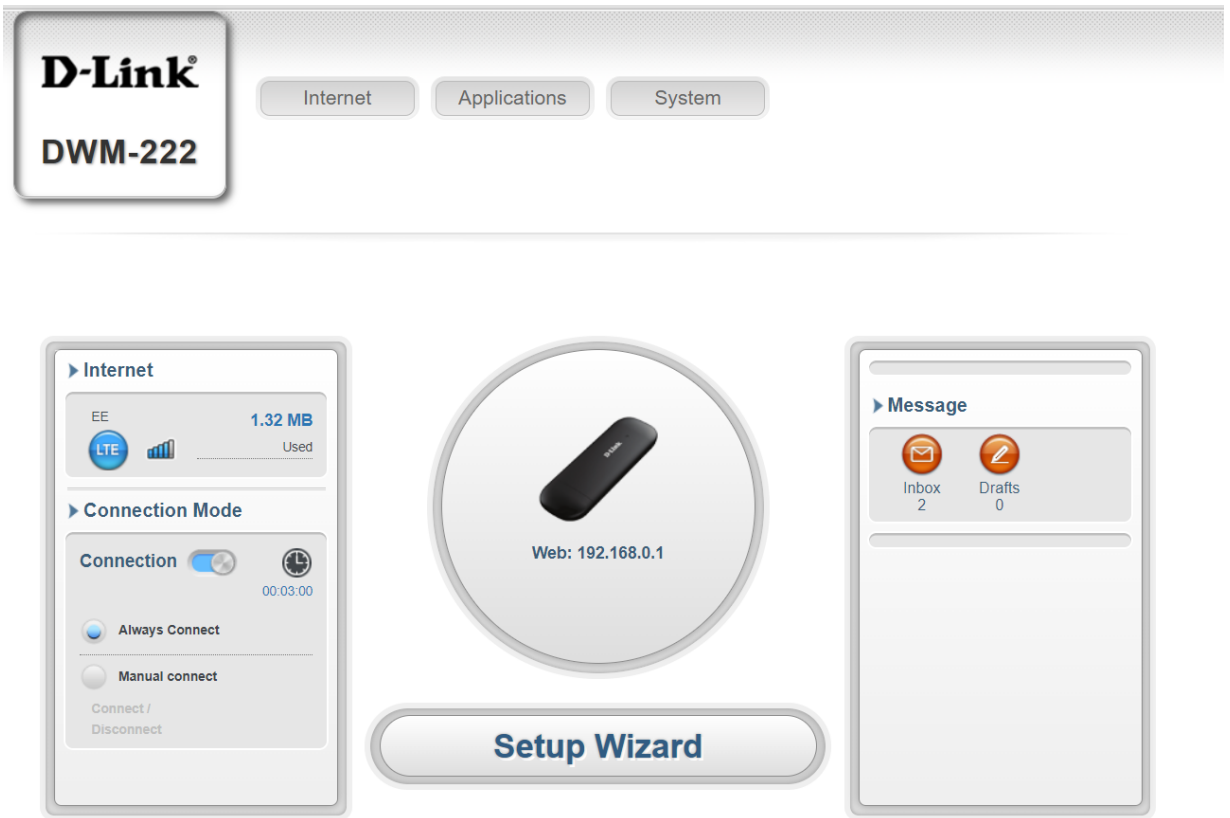 D-Link®
DWM-222
Internet
Applications
System
Internet
EE
1.32 MB
LTE
Used
Connection Mode
Connection
00:03:00
Always Connect
Manual connect
Connect /
Disconnect
D-Link
Web: 192.168.0.1
Setup Wizard
Message
Inbox
2
Drafts
0